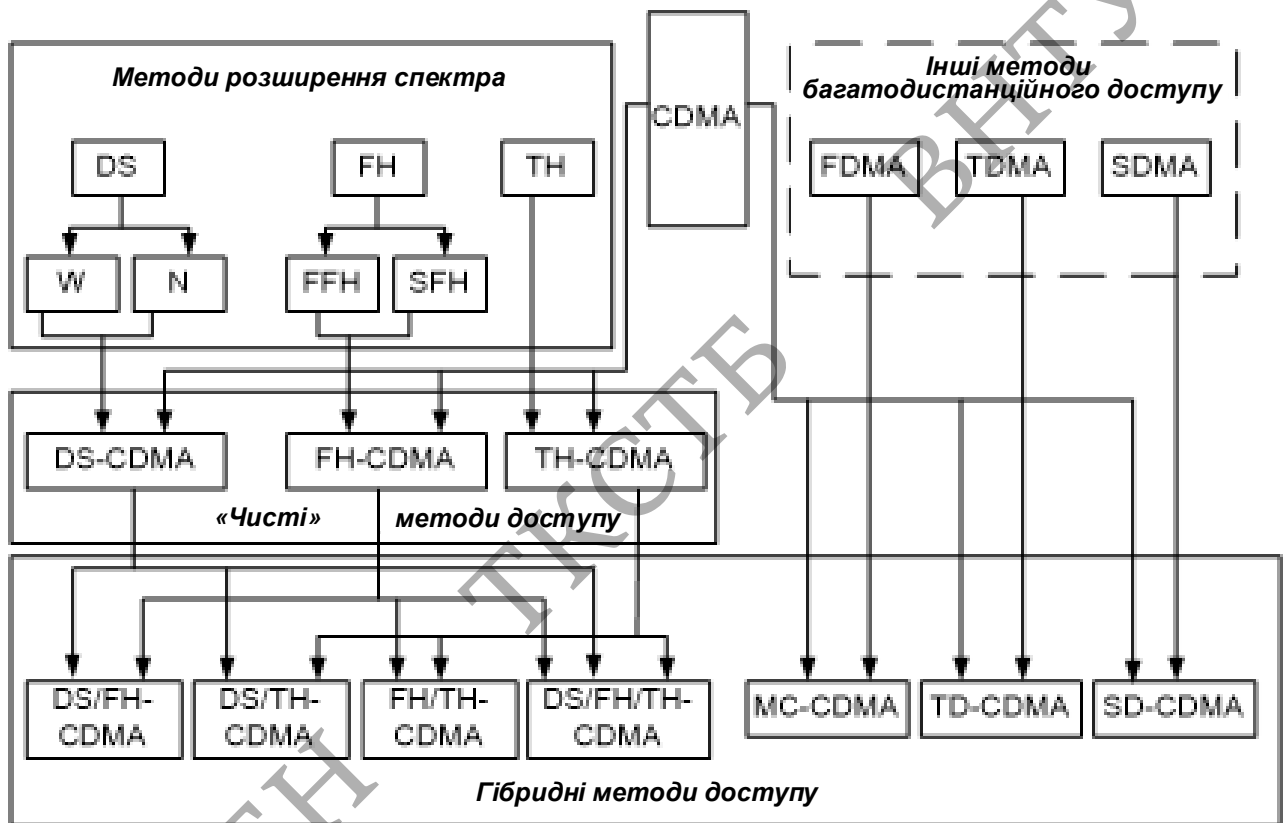 Методи розширення спектра
CDMA
Інші методи
багатодистанційного доступу
DS
FH
TH
FDMA
TDMA
SDMA
W
N
FFH
SFH
DS-CDMA
FH-CDMA
TH-CDMA
«Чисті» методи доступу
DS/FH-
CDMA
DS/TH-
CDMA
FH/TH-
CDMA
DS/FH/TH-
CDMA
MC-CDMA
TD-CDMA
SD-CDMA
Гібридні методи доступу
ТКСТБ
ВНТУ